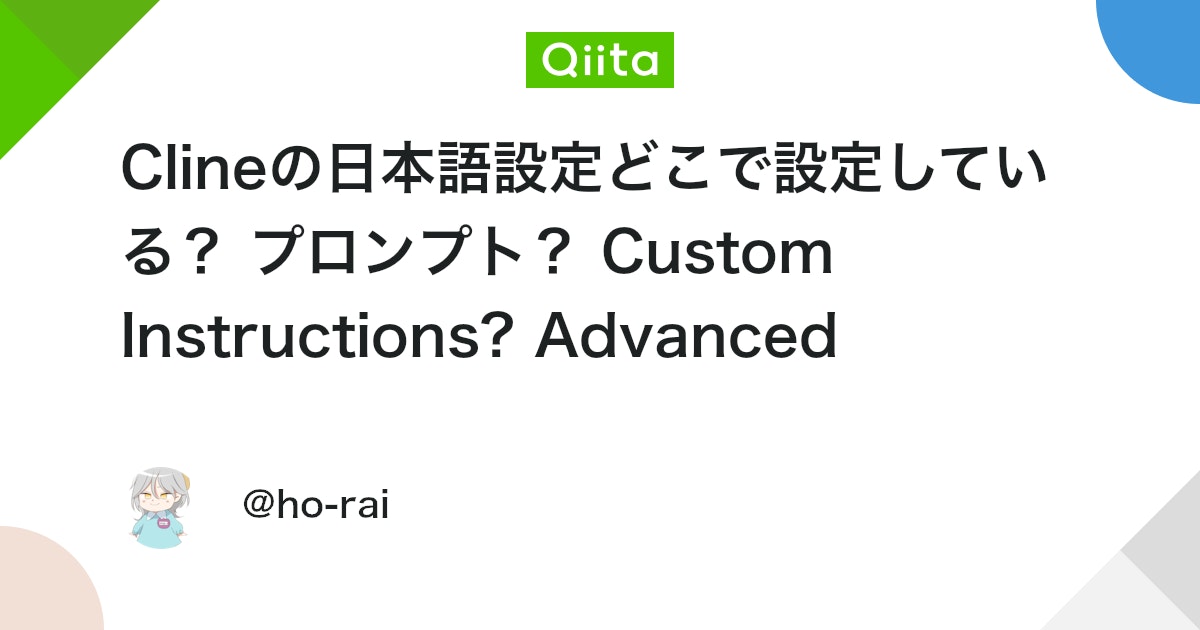 Qiita
Clineの日本語設定どこで設定してい
る？ プロンプト？ Custom
Instructions? Advanced
@ho-rai